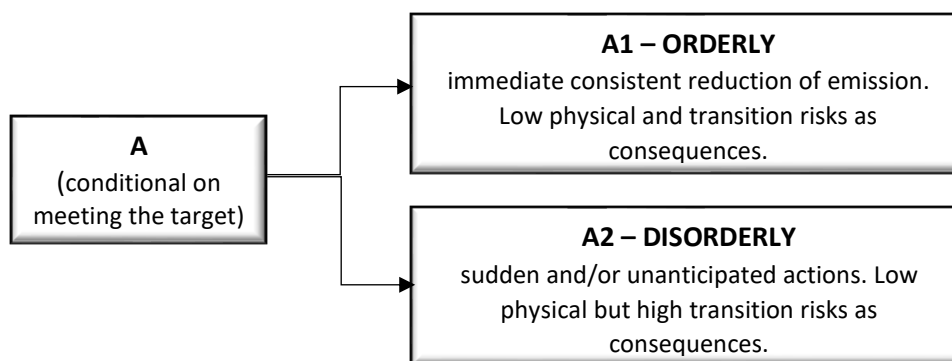 A
(conditional on
meeting the target)
A1 – ORDERLY
immediate consistent reduction of emission.
Low physical and transition risks as
consequences.
A2 – DISORDERLY
sudden and/or unanticipated actions. Low
physical but high transition risks as
consequences.